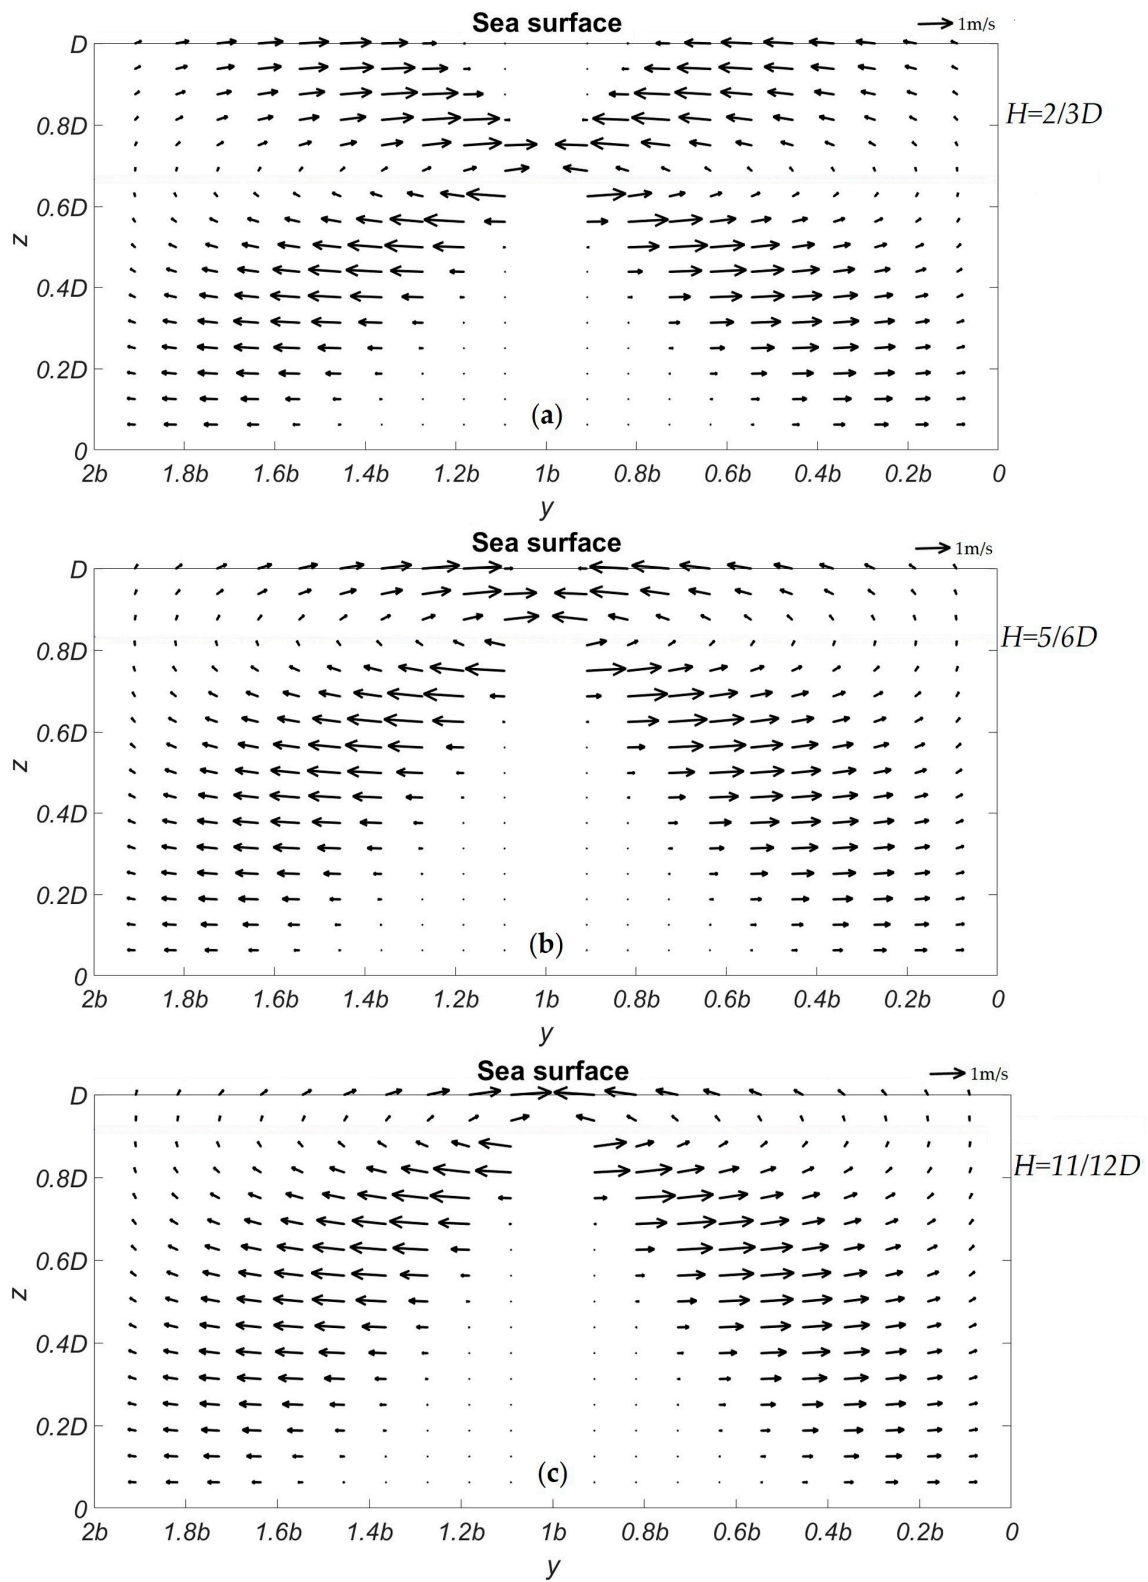 Sea surface
1m/s
D
0.8D
0.6D
0.4D
0.2D
0
z
H=2/3D
(a)
2b 1.8b 1.6b 1.4b 1.2b 1b 0.8b 0.6b 0.4b 0.2b 0
y
Sea surface
1m/s
D
0.8D
0.6D
0.4D
0.2D
0
z
H=5/6D
(b)
2b 1.8b 1.6b 1.4b 1.2b 1b 0.8b 0.6b 0.4b 0.2b 0
y
Sea surface
1m/s
D
0.8D
0.6D
0.4D
0.2D
0
z
H=11/12D
(c)
2b 1.8b 1.6b 1.4b 1.2b 1b 0.8b 0.6b 0.4b 0.2b 0
y